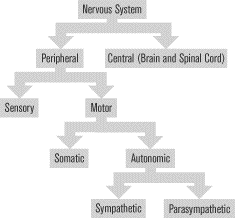 Nervous System
Peripheral
Central (Brain and Spinal Cord)
Sensory
Motor
Somatic
Autonomic
Sympathetic
Parasympathetic